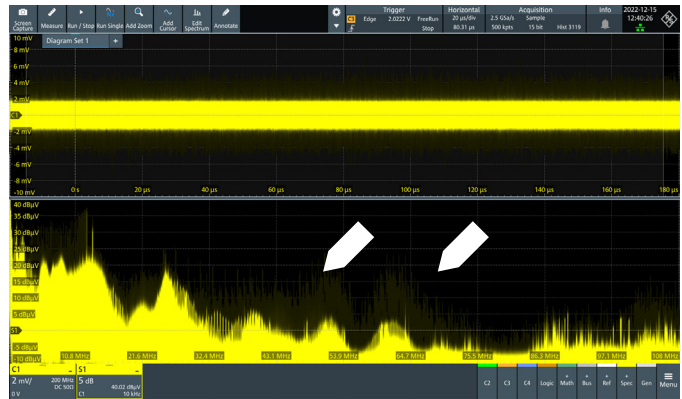 Trigger Horizontal Acquisition Info 2022-12-15
Screen Capture Measure Run / Stop Run Single Add Zoom Add Cursor Edit Spectrum Annotate
C1 Edge 2.0222 V FreeRun 20 µs/div 2.5 GSa/s Sample 12:40:26
Stop 80.31 µs 500 kpts 15 bit Hist 3119
10 mV Diagram Set 1 +
6 mV
4 mV
2 mV
C1
-2 mV
-4 mV
-6 mV
-8 mV
-10 mV 0 s 20 µs 40 µs 60 µs 80 µs 100 µs 120 µs 140 µs 160 µs 180 µs
40 dBµV
35 dBµV
30 dBµV
25 dBµV
20 dBµV
15 dBµV
10 dBµV
5 dBµV
S1
-5 dBµV
-10 dBµV 10.8 MHz 21.6 MHz 32.4 MHz 43.1 MHz 53.9 MHz 64.7 MHz 75.5 MHz 86.3 MHz 97.1 MHz 108 MHz
C1 S1
2 mV/ 200 MHz 5 dB
DC 50Ω 40.02 dBµV
0 V 10 kHz
C2 C3 C4 Logic Math Bus Ref Spec Gen Menu